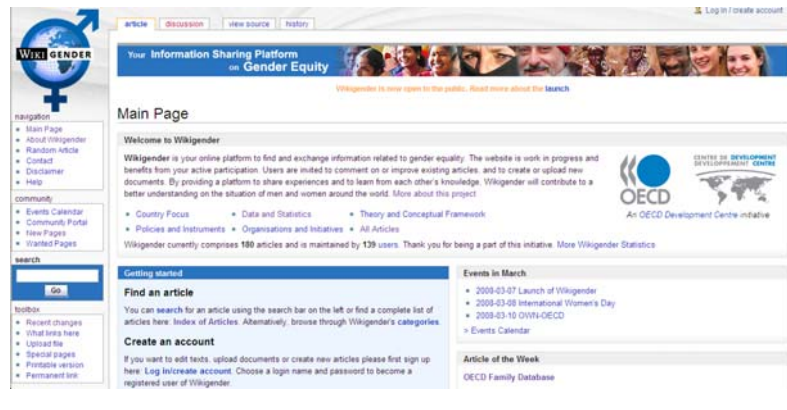 Log in / create account
article discussion view source history
WIKI GENDER
Your Information Sharing Platform
on Gender Equity
Wikigender is now open to the public. Read more about the launch
navigation
Main Page
About Wikigender
Random Article
Contact
Disclaimer
Help
community
Events Calendar
Community Portal
New Pages
Wanted Pages
search
Go
toolbox
Recent changes
What links here
Upload file
Special pages
Printable version
Permanent link
Main Page
Welcome to Wikigender
Wikigender is your online platform to find and exchange information related to gender equality. The website is work in progress and
benefits from your active participation. Users are invited to comment on or improve existing articles, and to create or upload new
documents. By providing a platform to share experiences and to learn from each other's knowledge, Wikigender will contribute to a
better understanding on the situation of men and women around the world. More about this project
Country Focus Data and Statistics Theory and Conceptual Framework
Policies and Instruments Organisations and Initiatives All Articles
Wikigender currently comprises 180 articles and is maintained by 139 users. Thank you for being a part of this initiative. More Wikigender Statistics
OECD
CENTRE DE DEVELOPMENT
DEVELOPPEMENT CENTRE
An OECD Development Centre initiative
Getting started
Find an article
You can search for an article using the search bar on the left or find a complete list of
articles here: Index of Articles. Alternatively, browse through Wikigender's categories.
Create an account
If you want to edit texts, upload documents or create new articles please first sign up
here: Log in/create account. Choose a login name and password to become a
registered user of Wikigender.
Events in March
2008-03-07 Launch of Wikigender
2008-03-08 International Women's Day
2008-03-10 OWN-OECD
> Events Calendar
Article of the Week
OECD Family Database